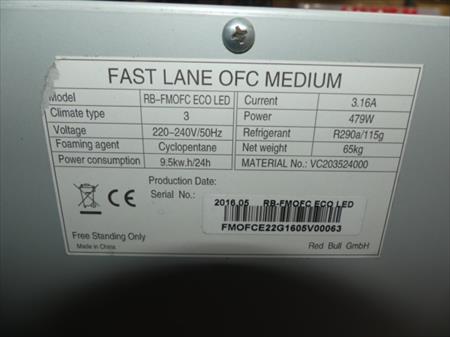 FAST LANE OFC MEDIUM
Model RB-FMOFC ECO LED Current 3.16A
Climate type 3 Power 479W
Voltage 220-240V/50Hz Refrigerant R290a/115g
Foaming agent Cyclopentane Net weight 65kg
Power consumption 9.5kw.h/24h MATERIAL No.: VC203524000
Production Date:
Serial No.:
2016.05 RB-FMOFC ECO LED
FMOFCE22G1605V00063
CE
Free Standing Only
Made in China
Red Bull GmbH